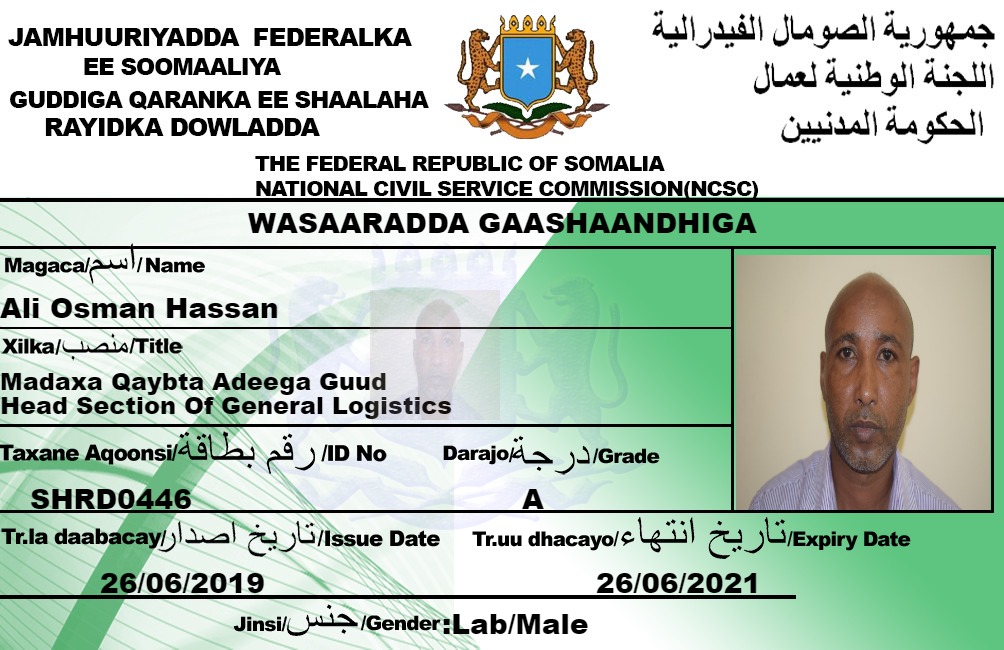 JAMHUURIYADDA FEDERALKA
EE SOOMAALIYA
GUDDIGA QARANKA EE SHAALAHA
RAYIDKA DOWLADDA
جمهورية الصومال الفيدرالية
اللجنة الوطنية لعمال
الحكومة المدنيين
THE FEDERAL REPUBLIC OF SOMALIA
NATIONAL CIVIL SERVICE COMMISSION(NCSC)
WASAARADDA GAASHAANDHIGA
Magaca/اسم/Name
Ali Osman Hassan
Xilka/منصب/Title
Madaxa Qaybta Adeega Guud
Head Section Of General Logistics
Taxane Aqoonsi/رقم بطاقة/ID No
Darajo/درجة/Grade
SHRD0446
A
Tr.la daabacay/تاريخ اصدار/Issue Date
Tr.uu dhacayo/تاريخ انتهاء/Expiry Date
26/06/2019
26/06/2021
Jinsi/جنس/Gender:Lab/Male